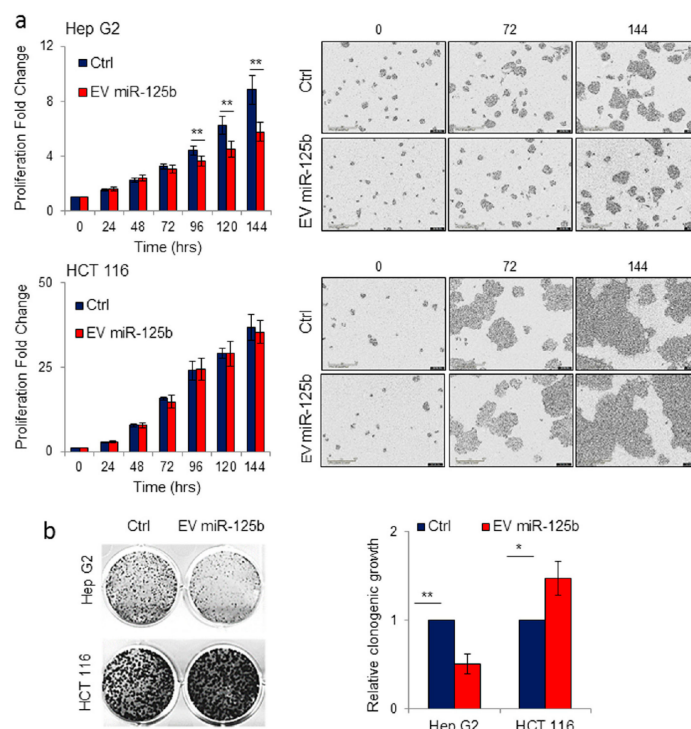 a
Hep G2
Proliferation Fold Change
12
8
4
0
Ctrl
EV miR-125b
**
**
**
0 24 48 72 96 120 144
Time (hrs)
0 72 144
Ctrl
EV miR-125b
HCT 116
Proliferation Fold Change
50
25
0
Ctrl
EV miR-125b
0 24 48 72 96 120 144
Time (hrs)
0 72 144
Ctrl
EV miR-125b
b
Ctrl EV miR-125b
Hep G2
HCT 116
Ctrl EV miR-125b
Relative clonogenic growth
2
1
0
**
*
Hep G2 HCT 116